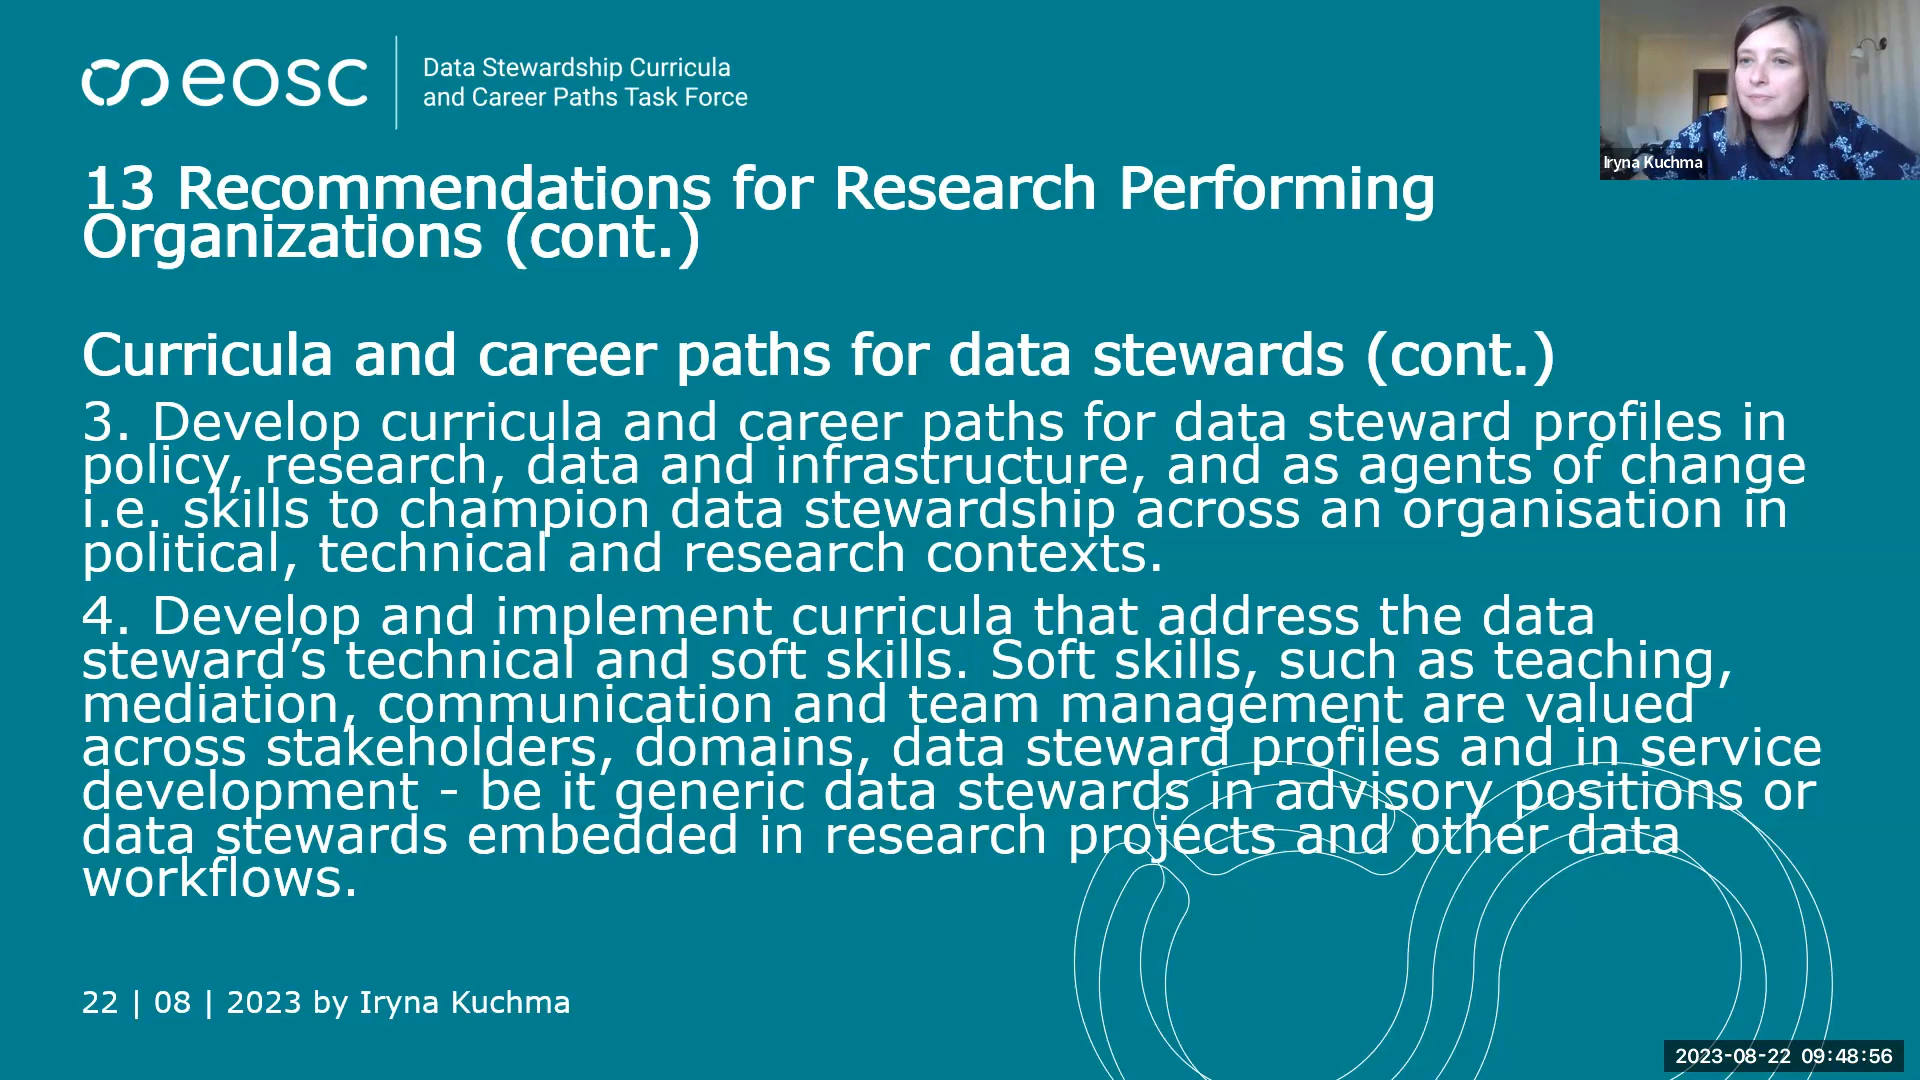 eosc
Data Stewardship Curricula
and Career Paths Task Force
Iryna Kuchma
13 Recommendations for Research Performing
Organizations (cont.)
Curricula and career paths for data stewards (cont.)
3. Develop curricula and career paths for data steward profiles in
policy, research, data and infrastructure, and as agents of change
i.e. skills to champion data stewardship across an organisation in
political, technical and research contexts.
4. Develop and implement curricula that address the data
steward’s technical and soft skills. Soft skills, such as teaching,
mediation, communication and team management are valued
across stakeholders, domains, data steward profiles and in service
development - be it generic data stewards in advisory positions or
data stewards embedded in research projects and other data
workflows.
22 | 08 | 2023 by Iryna Kuchma
2023-08-22 09:48:56